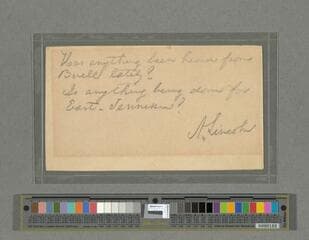 Has anything been heard from
Buell lately?
Is anything being done for
East-Tennessee?
A. Lincoln